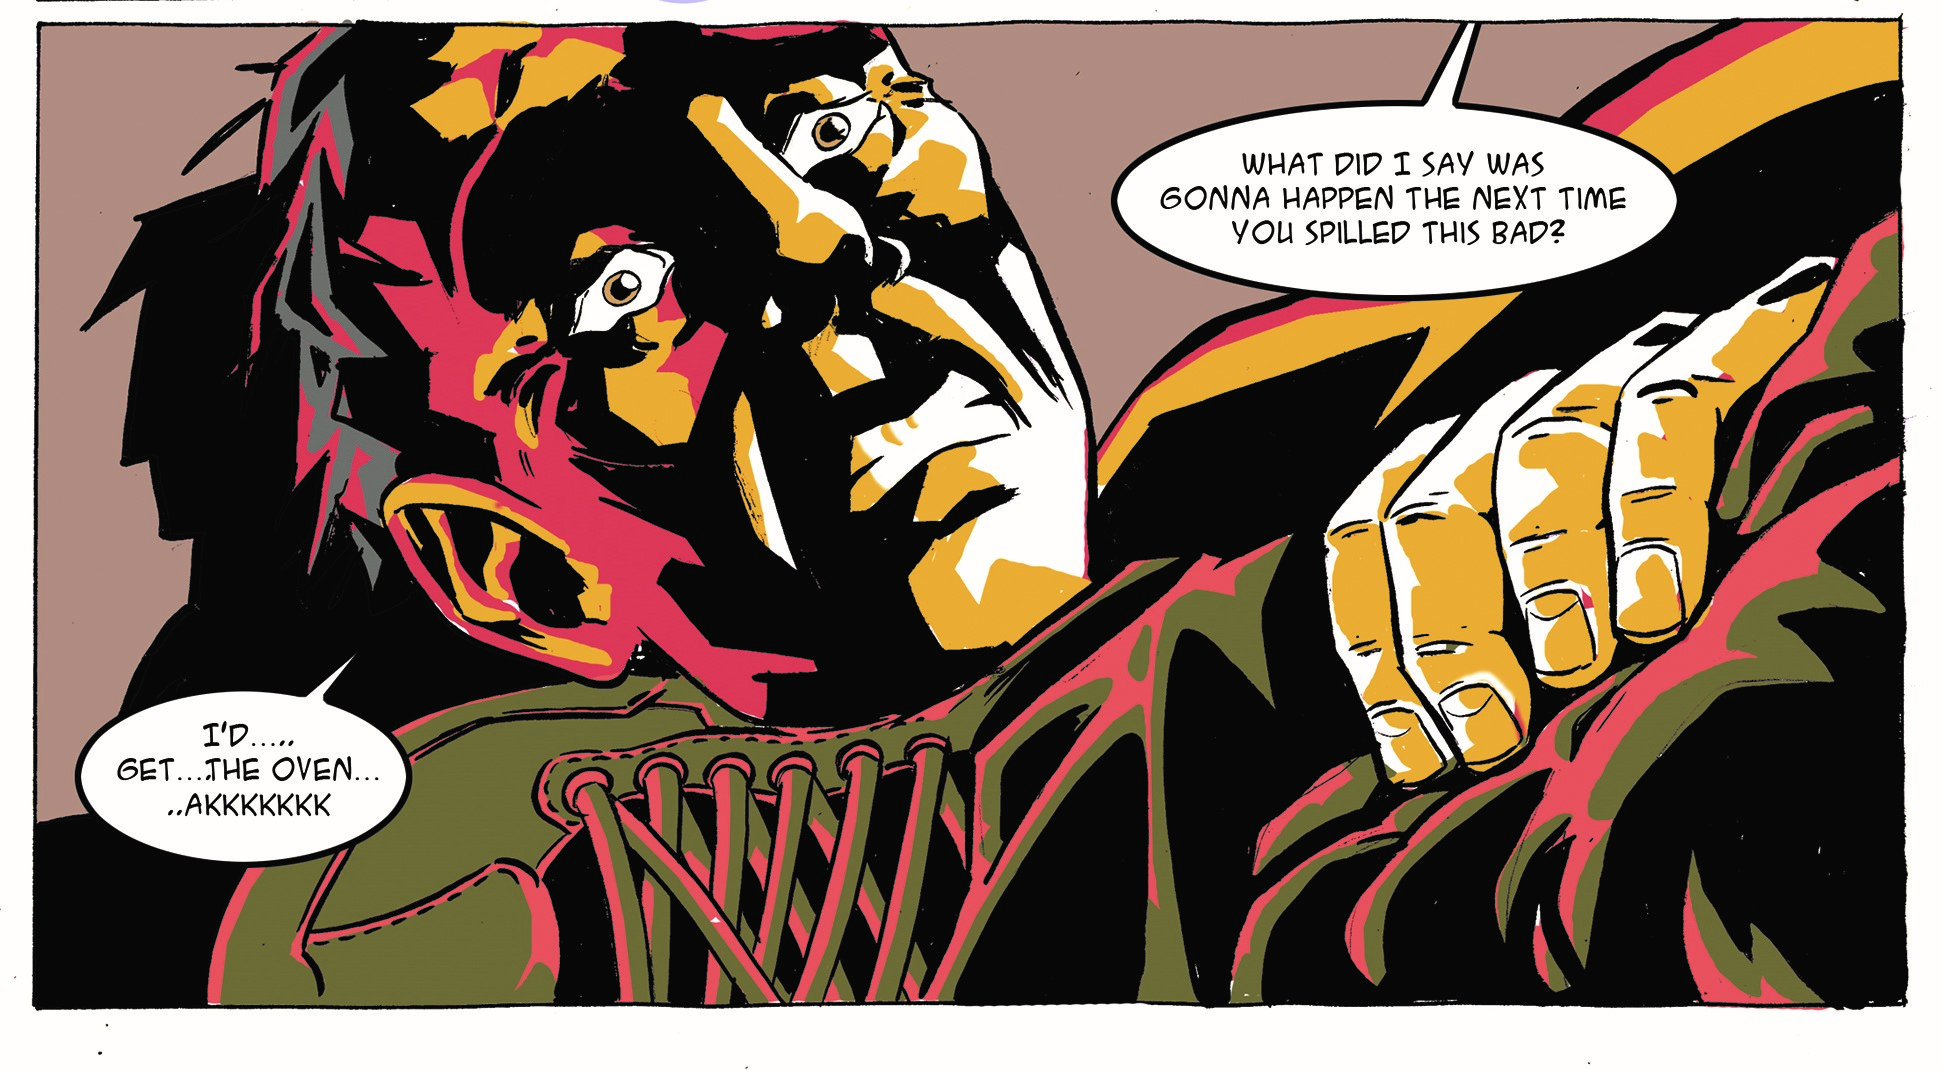 WHAT DID I SAY WAS
GONNA HAPPEN THE NEXT TIME
YOU SPILLED THIS BAD?
I'D.....
GET....THE OVEN...
..AKKKKKKK